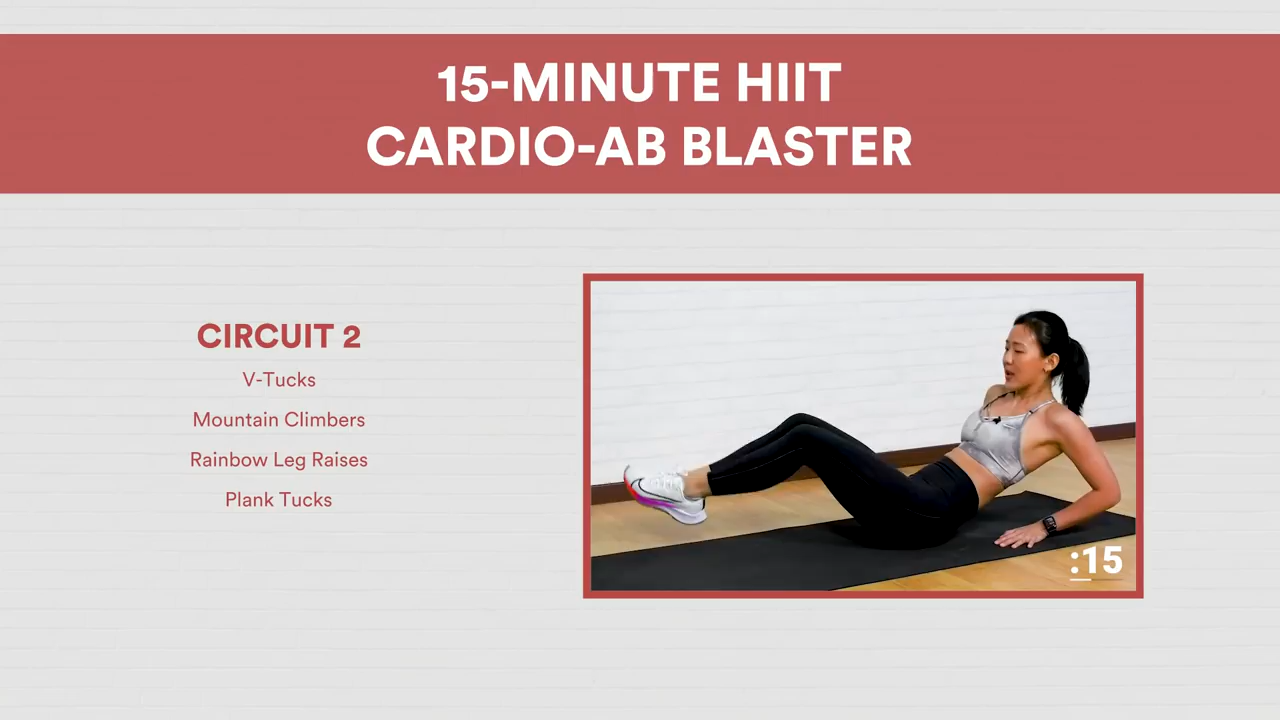 15-MINUTE HIIT
CARDIO-AB BLASTER
CIRCUIT 2
V-Tucks
Mountain Climbers
Rainbow Leg Raises
Plank Tucks
:15